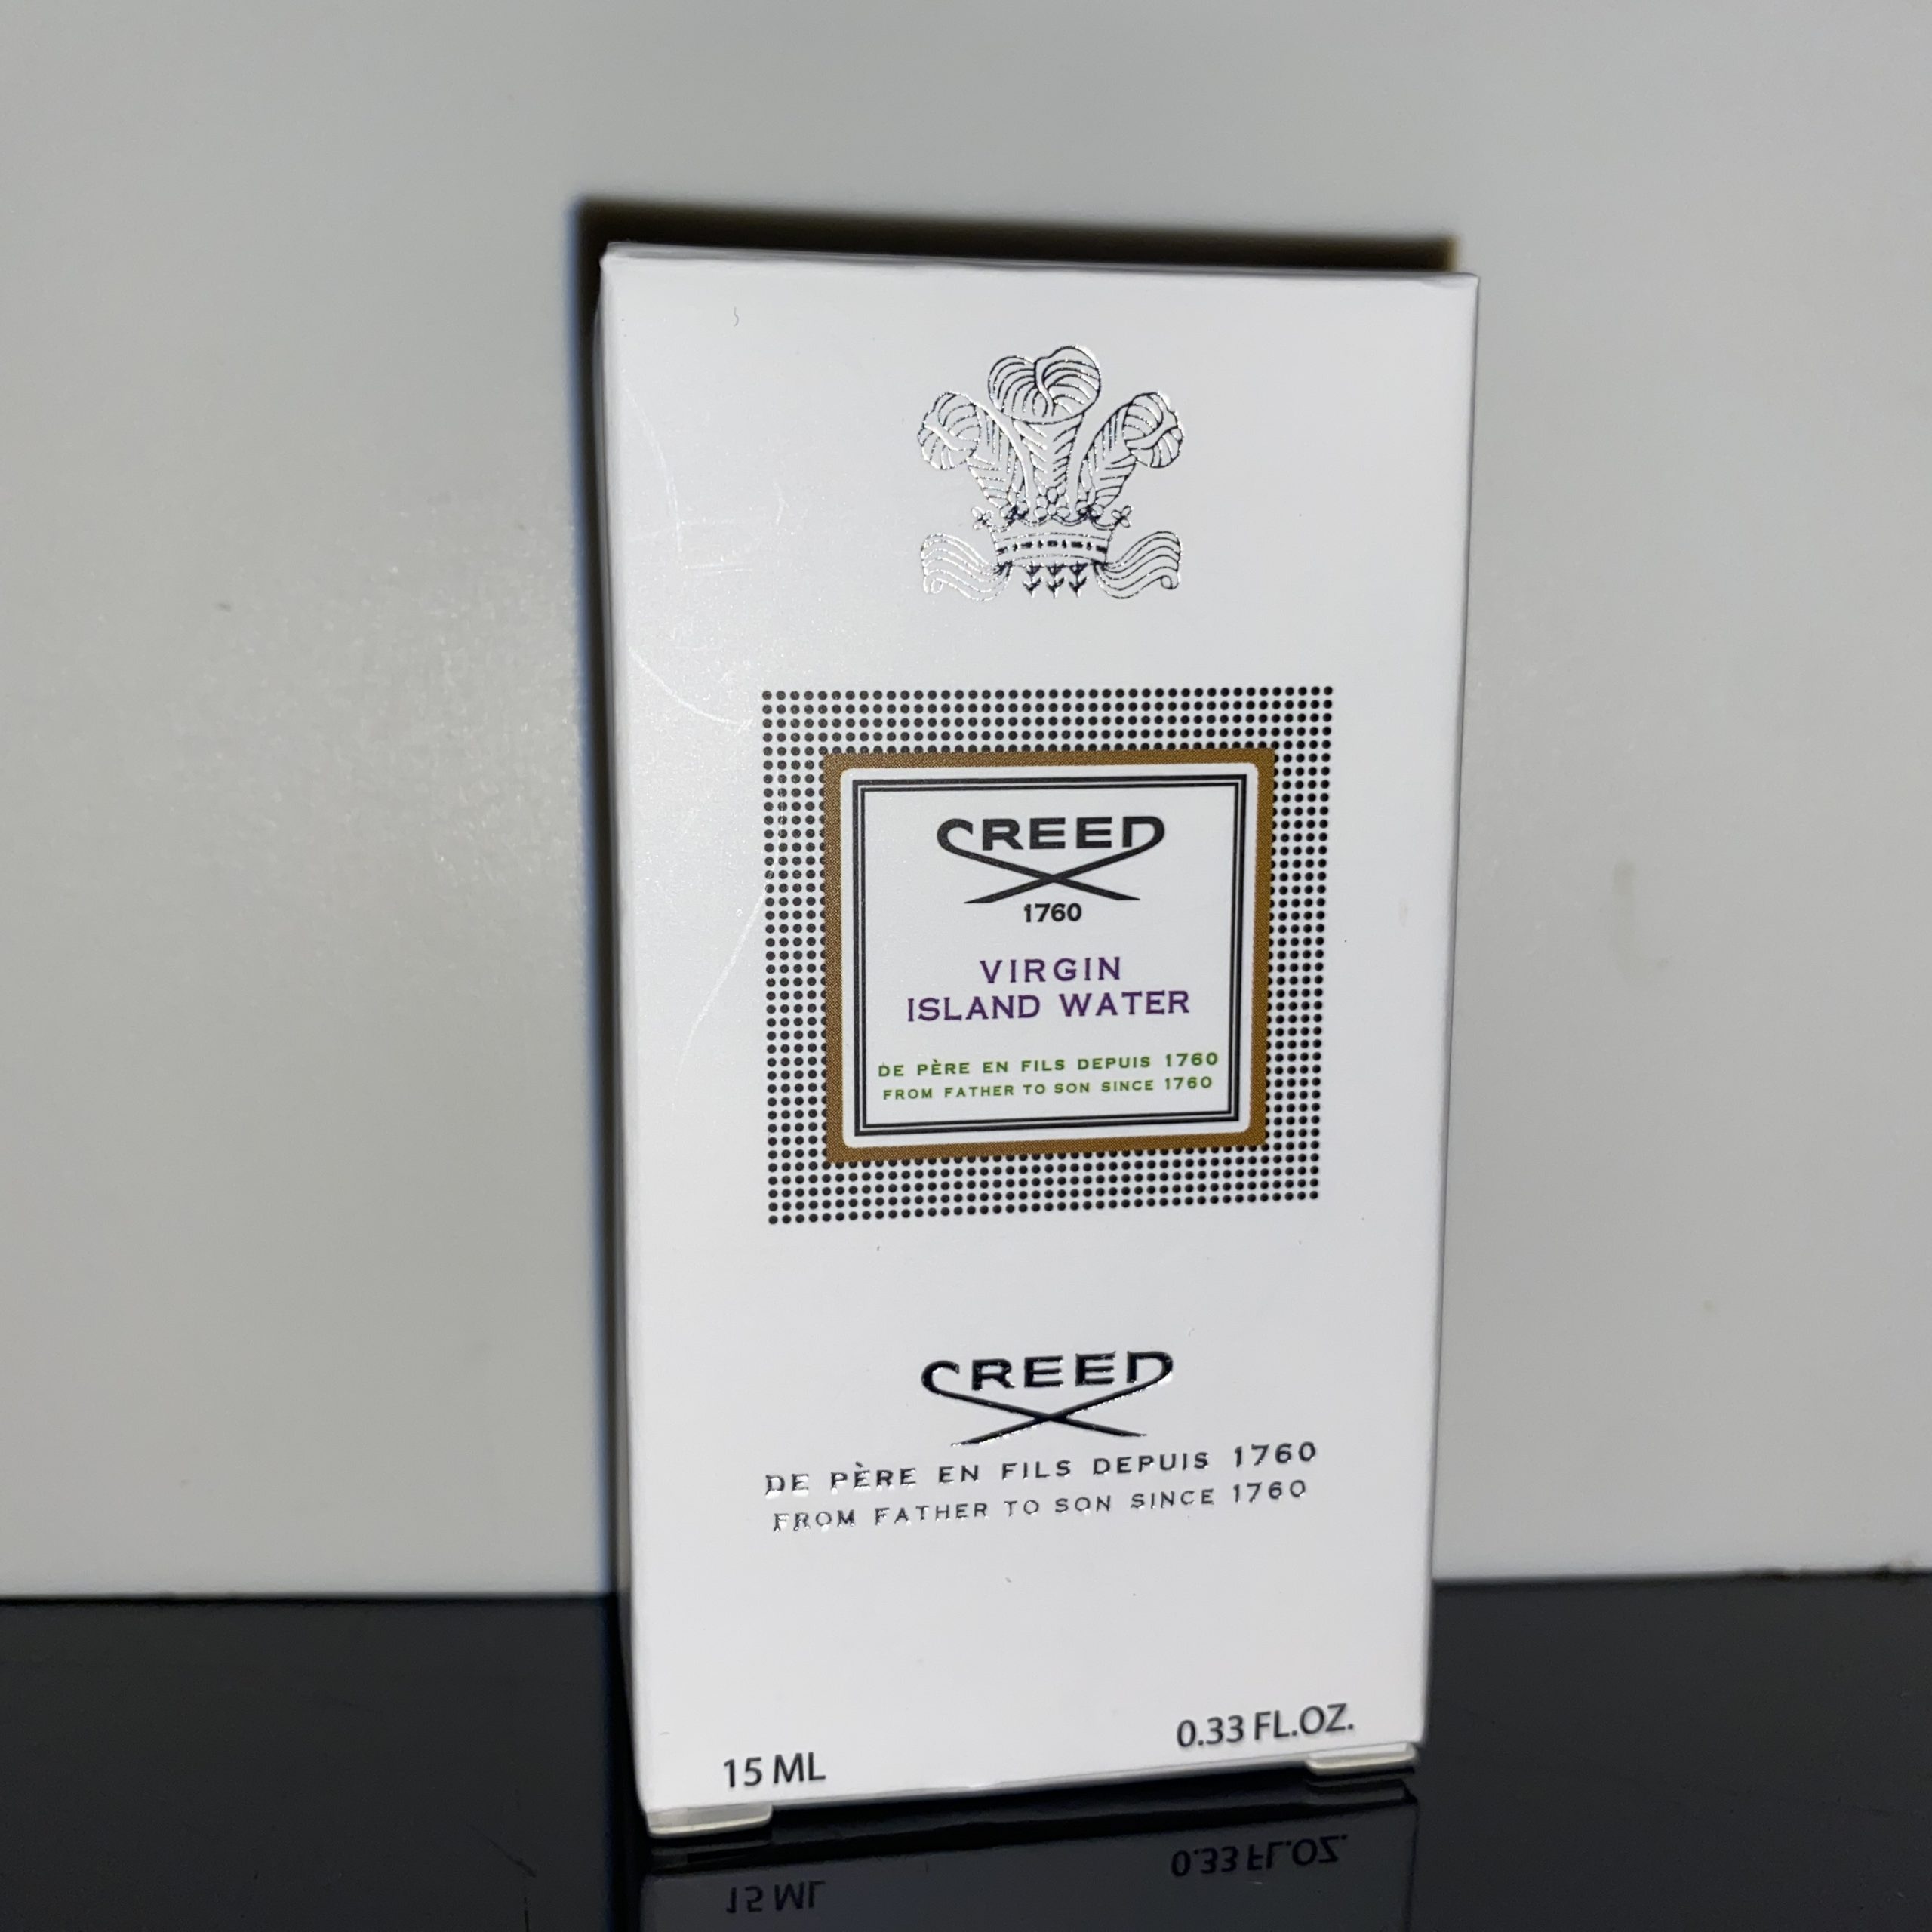 CREED
1760
VIRGIN
ISLAND WATER
DE PÈRE EN FILS DEPUIS 1760
FROM FATHER TO SON SINCE 1760
CREED
DE PÈRE EN FILS DEPUIS 1760
FROM FATHER TO SON SINCE 1760
15 ML 0.33 FL.OZ.